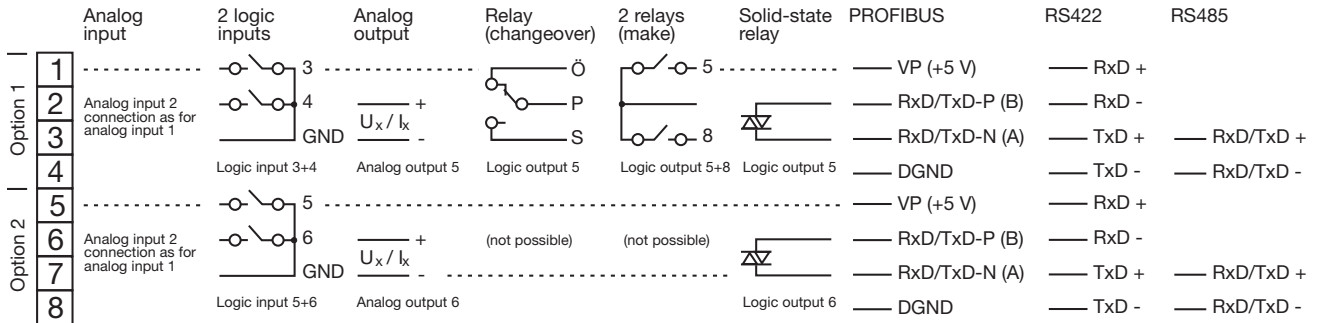 Analog input 2 logic inputs Analog output Relay (changeover) 2 relays (make) Solid-state relay PROFIBUS RS422 RS485
Option 1
1 3 Ö 5 VP (+5 V) RxD +
2 Analog input 2 connection as for analog input 1 4 + P RxD/TxD-P (B) RxD -
Ux / Ix
3 GND - S 8 RxD/TxD-N (A) TxD + RxD/TxD +
4 Logic input 3+4 Analog output 5 Logic output 5 Logic output 5+8 Logic output 5 DGND TxD - RxD/TxD -
Option 2
5 5 VP (+5 V) RxD +
6 Analog input 2 connection as for analog input 1 6 + (not possible) (not possible) RxD/TxD-P (B) RxD -
Ux / Ix
7 GND - RxD/TxD-N (A) TxD + RxD/TxD +
8 Logic input 5+6 Analog output 6 Logic output 6 DGND TxD - RxD/TxD -